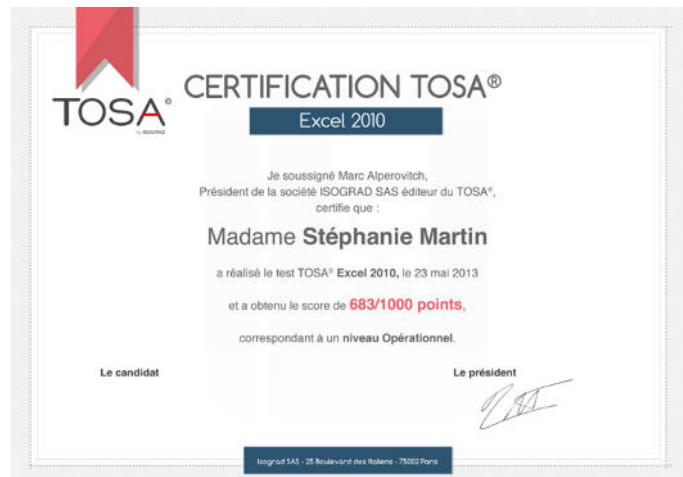 CERTIFICATION TOSA®
TOSA®
by ISOGRAD
Excel 2010
Je soussigné Marc Alperovitch,
Président de la société ISOGRAD SAS éditeur du TOSA®,
certifie que :
Madame Stéphanie Martin
a réalisé le test TOSA® Excel 2010, le 23 mai 2013
et a obtenu le score de 683/1000 points,
correspondant à un niveau Opérationnel.
Le candidat Le président
Isograd SAS - 25 Boulevard des Italiens - 75002 Paris